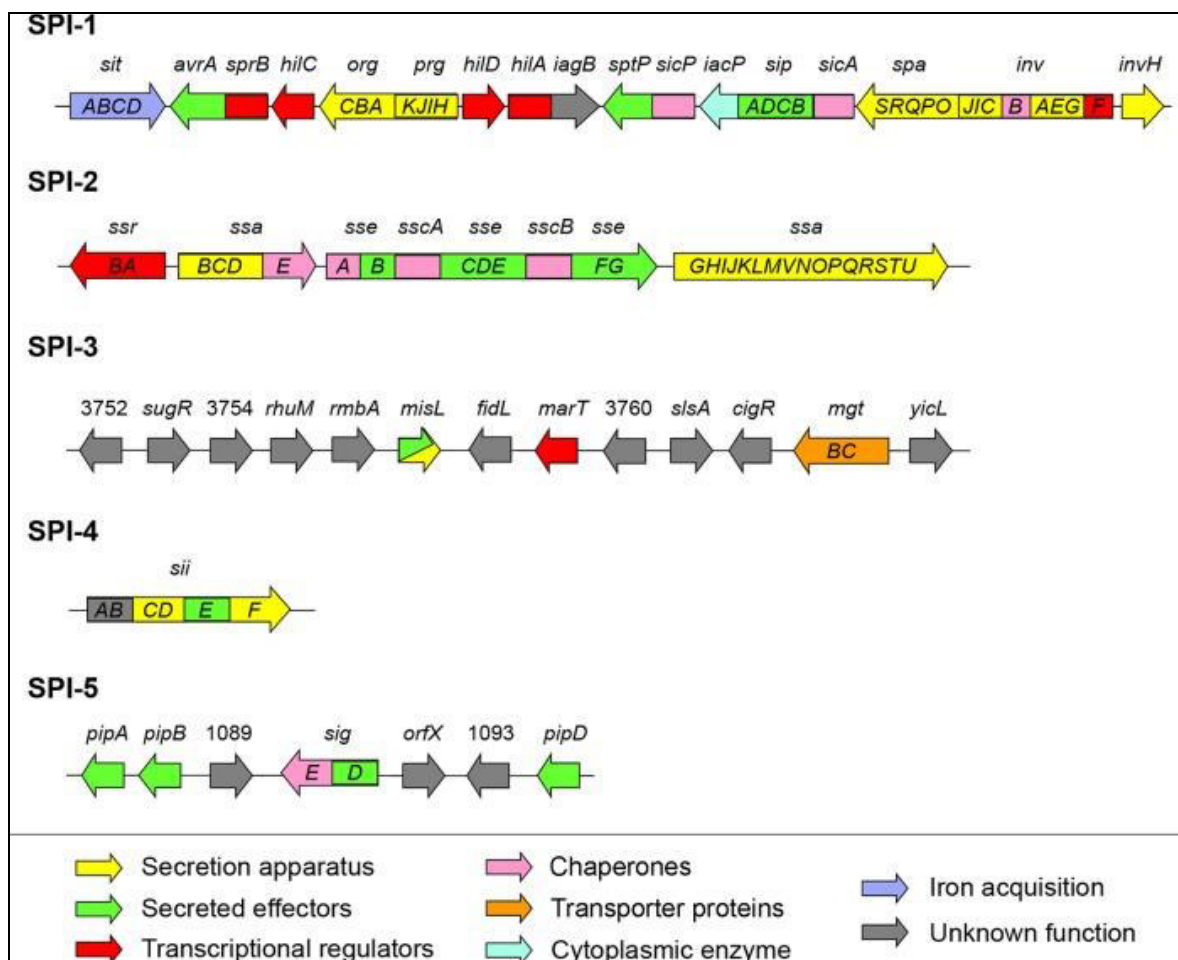 SPI-1
sit avrA sprB hilC org prg hilD hilA iagB sptP sicP iacP sip sicA spa inv invH
ABCD CBA KJIH ADCB SRQPO JIC B AEG F
SPI-2
ssr ssa sse sscA sse sscB sse ssa
BA BCD E A B CDE FG GHIJKLMVNOPQRSTU
SPI-3
3752 sugR 3754 rhuM rmbA misL fidL marT 3760 slsA cigR mgt yicL
BC
SPI-4
sii
AB CD E F
SPI-5
pipA pipB 1089 sig orfX 1093 pipD
E D
Secretion apparatus Chaperones Iron acquisition
Secreted effectors Transporter proteins Unknown function
Transcriptional regulators Cytoplasmic enzyme